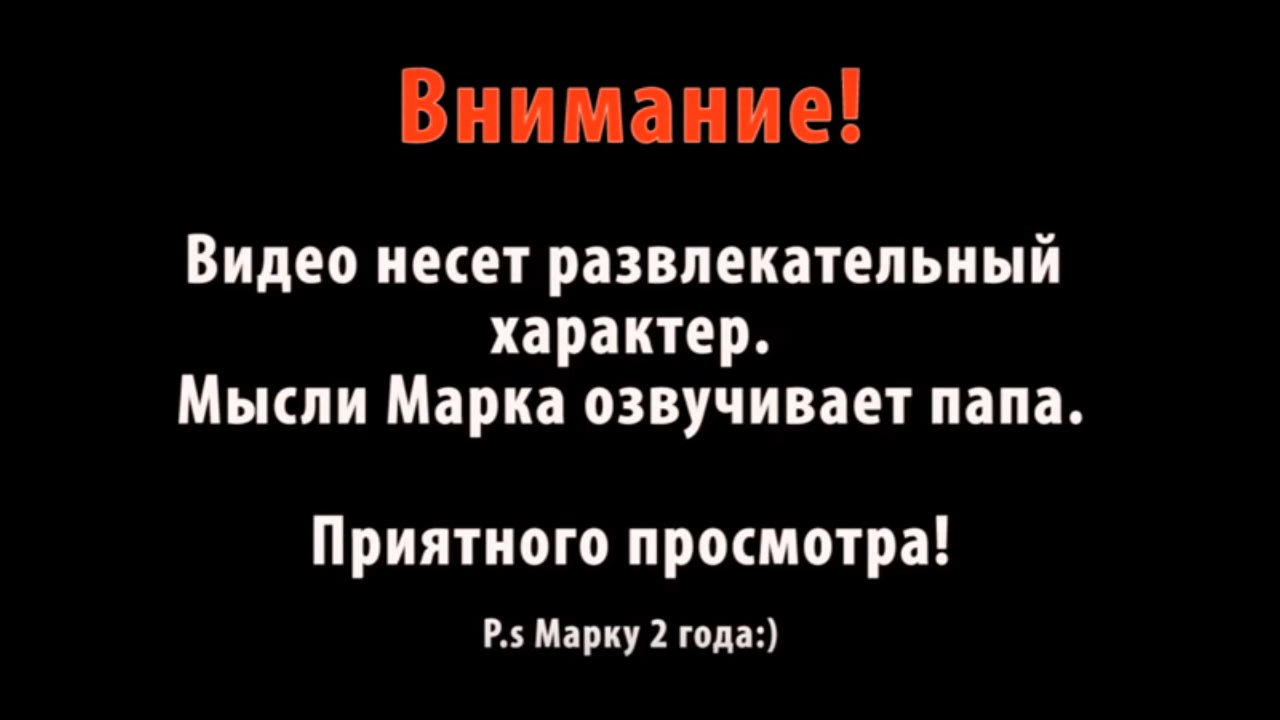 Внимание!
Видео несет развлекательный
характер.
Мысли Марка озвучивает папа.
Приятного просмотра!
P.s Марку 2 года:)